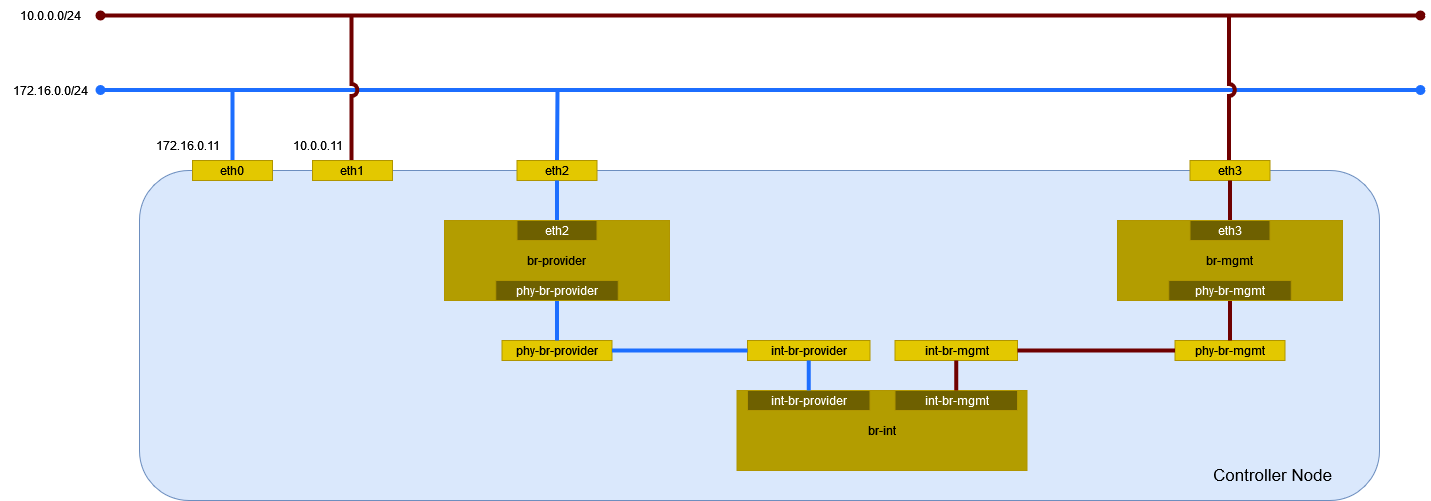 10.0.0.0/24
172.16.0.0/24
172.16.0.11
10.0.0.11
eth0
eth1
eth2
eth3
eth2
eth3
br-provider
br-mgmt
phy-br-provider
phy-br-mgmt
phy-br-provider
int-br-provider
int-br-mgmt
phy-br-mgmt
int-br-provider
int-br-mgmt
br-int
Controller Node